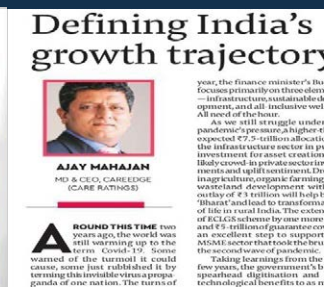 Defining India's
growth trajectory
AJAY MAHAJAN
MD & CEO, CAREEDGE
(CARE RATINGS)
AROUND THIS TIME two
years ago, the world was
still warming up to the
term Covid-19. Some
warned of the turmoil it could
cause, some just rubbished it by
terming this invisible virus a propa-
ganda of one nation. The turns of
year, the finance minister's Bu
focuses primarily on three elem
—infrastructure, sustainable de
opment, and all-inclusive wel
All need of the hour.
As we still struggle under
pandemic's pressure, a higher-t
expected ₹7.5-trillion allocatio
the infrastructure sector in pu
investment for asset creation
likely crowd-in private sector in
ments and uplift sentiment. Dr
in agriculture, organic farming
wasteland development with
outlay of ₹3 trillion will help b
'Bharat' and lead to transforma
of life in rural India. The exten
of ECLGS scheme by one more
and ₹5-trillion of guarantee cov
an excellent step to support
MSME sector that took the bru
the second wave of pandemic.
Taking learnings from the
few years, the government's b
spearhead digitisation and
technological benefits to as m